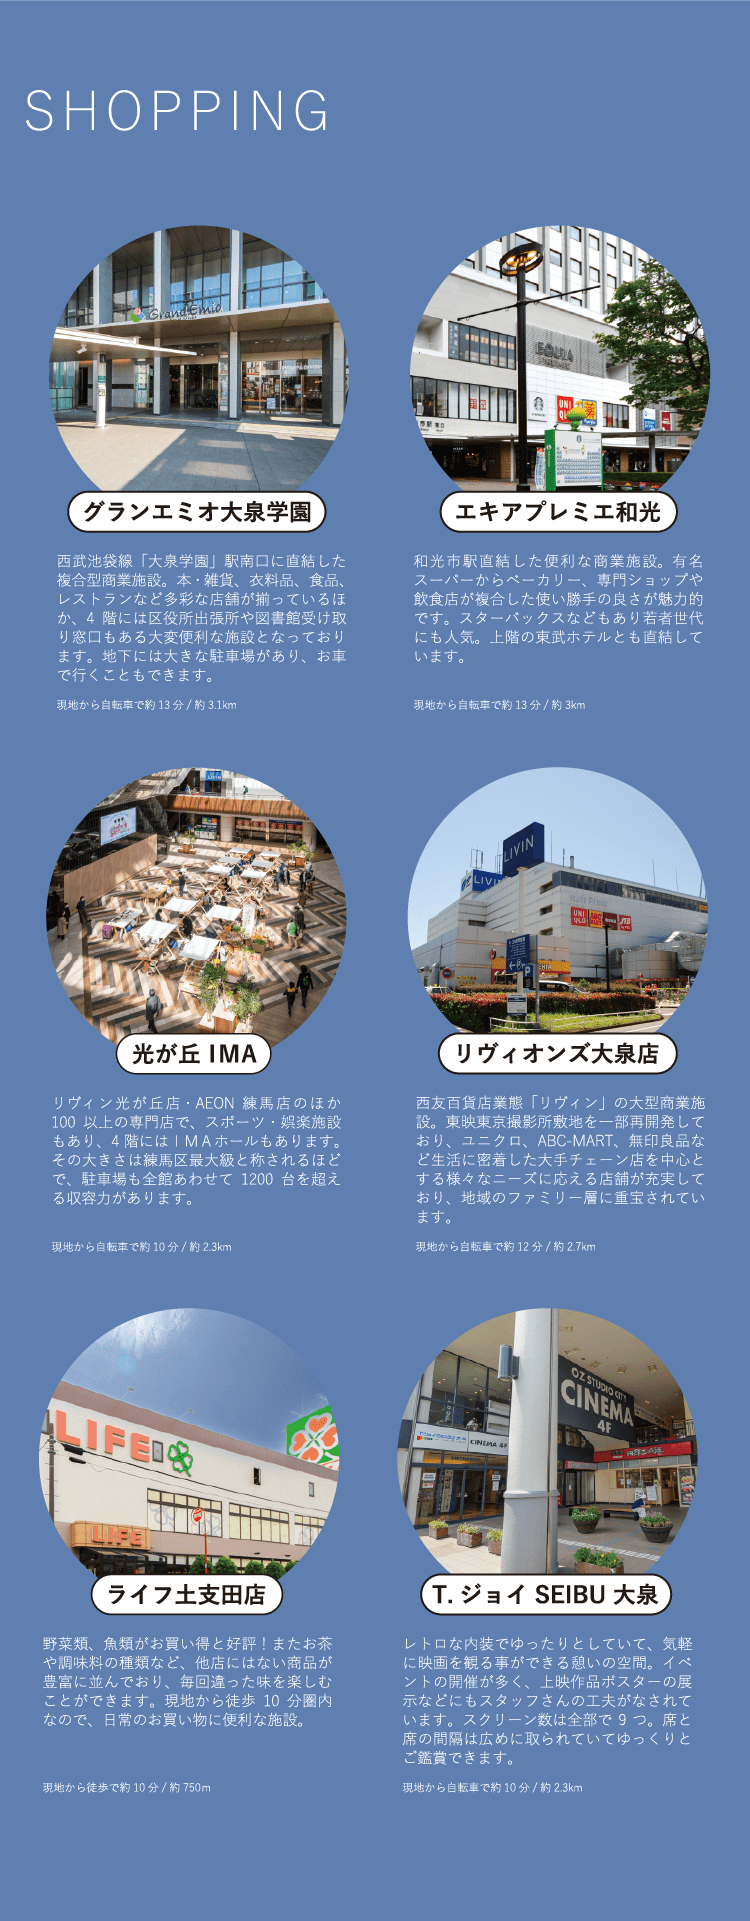 SHOPPING
Grand Emio
グランエミオ大泉学園
西武池袋線「大泉学園」駅南口に直結した
複合型商業施設。本・雑貨、衣料品、食品、
レストランなど多彩な店舗が揃っているほ
か、4 階には区役所出張所や図書館受け取
り窓口もある大変便利な施設となっており
ます。地下には大きな駐車場があり、お車
で行くこともできます。
現地から自転車で約 13 分 / 約 3.1km
EQUIA
UNI
QLO
エキアプレミエ和光
和光市駅直結した便利な商業施設。有名
スーパーからベーカリー、専門ショップや
飲食店が複合した使い勝手の良さが魅力的
です。スターバックスなどもあり若者世代
にも人気。上階の東武ホテルとも直結して
います。
現地から自転車で約 13 分 / 約 3km
光が丘 IMA
リヴィン光が丘店・AEON 練馬店のほか
100 以上の専門店で、スポーツ・娯楽施設
もあり、4 階にはＩＭＡホールもあります。
その大きさは練馬区最大級と称されるほど
で、駐車場も全館あわせて 1200 台を超え
る収容力があります。
現地から自転車で約 10 分 / 約 2.3km
LIVIN
LIVI
UNI
QLO
JTB
P
リヴィオンズ大泉店
西友百貨店業態「リヴィン」の大型商業施
設。東映東京撮影所敷地を一部再開発して
おり、ユニクロ、ABC-MART、無印良品な
ど生活に密着した大手チェーン店を中心と
する様々なニーズに応える店舗が充実して
おり、地域のファミリー層に重宝されてい
ます。
現地から自転車で約 12 分 / 約 2.7km
LIFE
LIFE
ライフ土支田店
野菜類、魚類がお買い得と好評！またお茶
や調味料の種類など、他店にはない商品が
豊富に並んでおり、毎回違った味を楽しむ
ことができます。現地から徒歩 10 分圏内
なので、日常のお買い物に便利な施設。
現地から徒歩で約 10 分 / 約 750m
OZ STUDIO CITY
CINEMA
4F
CINEMA 4F
T. ジョイ SEIBU 大泉
レトロな内装でゆったりとしていて、気軽
に映画を観る事ができる憩いの空間。イベ
ントの開催が多く、上映作品ポスターの展
示などにもスタッフさんの工夫がなされて
います。スクリーン数は全部で 9 つ。席と
席の間隔は広めに取られていてゆっくりと
ご鑑賞できます。
現地から自転車で約 10 分 / 約 2.3km